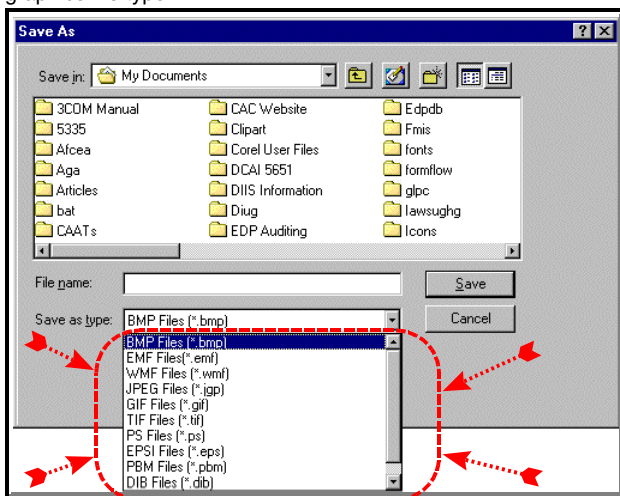 Save As
Save in: My Documents
3COM Manual CAC Website Edpdb
5335 Clipart Fmis
Afcea Corel User Files fonts
Aga DCAI 5651 formflow
Articles DIIS Information glpc
bat Diug lawsughg
CAATs EDP Auditing Icons
File name: Save
Save as type: BMP Files (*.bmp) Cancel
BMP Files (*.bmp)
EMF Files(*.emf)
WMF Files (*.wmf)
JPEG Files (*.jgp)
GIF Files (*.gif)
TIF Files (*.tif)
PS Files (*.ps)
EPSI Files (*.eps)
PBM Files (*.pbm)
DIB Files (*.dib)